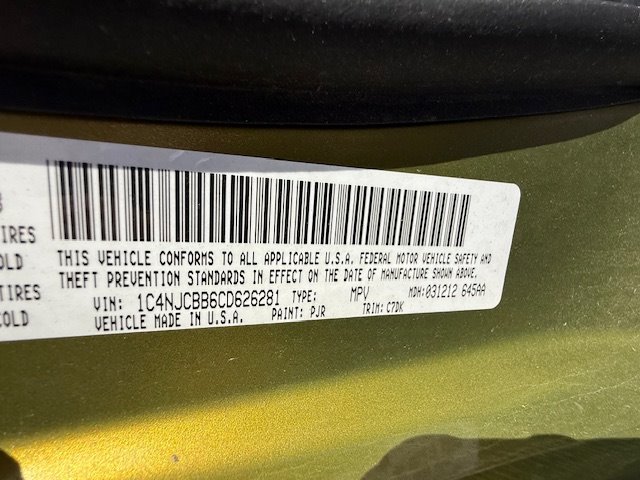 TIRES
OLD
THIS VEHICLE CONFORMS TO ALL APPLICABLE U.S.A. FEDERAL MOTOR VEHICLE SAFETY AND
THEFT PREVENTION STANDARDS IN EFFECT ON THE DATE OF MANUFACTURE SHOWN ABOVE.
TIRES
COLD
VIN: 1C4NJCBB6CD626281 TYPE: MPV MDH:031212 645AA
VEHICLE MADE IN U.S.A. PAINT: PJR TRIM: C7DK